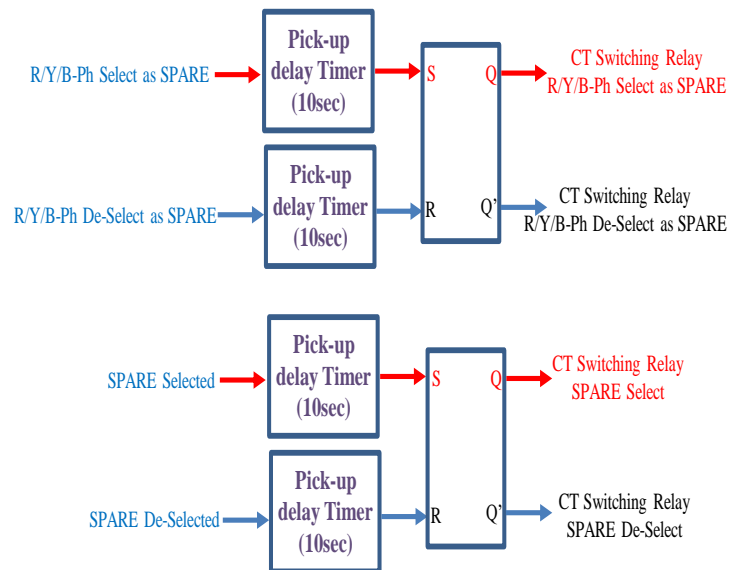 R/Y/B-Ph Select as SPARE
Pick-up
delay Timer
(10sec)
S
Q
CT Switching Relay
R/Y/B-Ph Select as SPARE
R/Y/B-Ph De-Select as SPARE
Pick-up
delay Timer
(10sec)
R
Q'
CT Switching Relay
R/Y/B-Ph De-Select as SPARE
SPARE Selected
Pick-up
delay Timer
(10sec)
S
Q
CT Switching Relay
SPARE Select
SPARE De-Selected
Pick-up
delay Timer
(10sec)
R
Q'
CT Switching Relay
SPARE De-Select